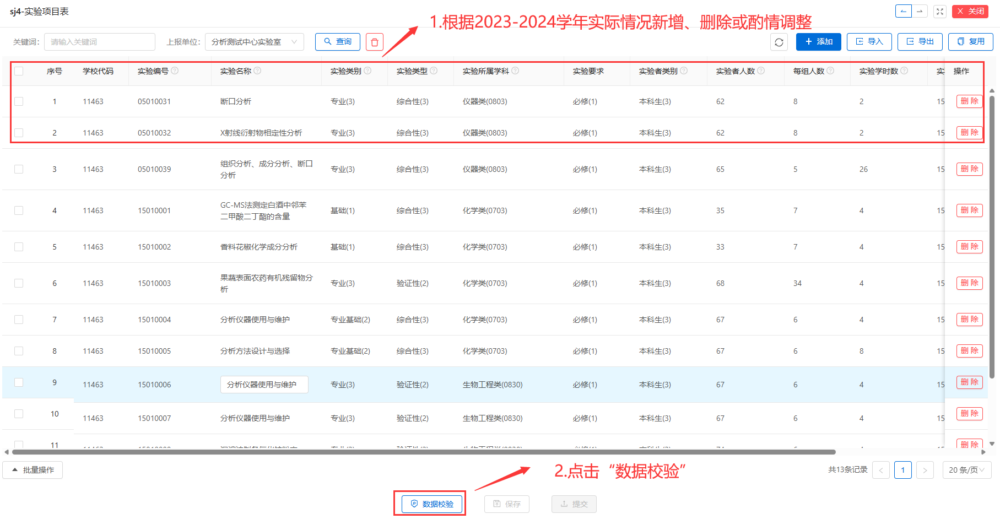 sj4-实验项目表
关闭
1.根据2023-2024学年实际情况新增、删除或酌情调整
关键词: 请输入关键词 上报单位: 分析测试中心实验室 查询 添加 导入 导出 复用
序号 学校代码 实验编号 实验名称 实验类别 实验类型 实验所属学科 实验要求 实验者类别 实验者人数 每组人数 实验学时数 实 操作
1 11463 05010031 断口分析 专业(3) 综合性(3) 仪器类(0803) 必修(1) 本科生(3) 62 8 2 15 删 除
2 11463 05010032 X射线衍射物相定性分析 专业(3) 综合性(3) 仪器类(0803) 必修(1) 本科生(3) 62 8 2 15 删 除
3 11463 05010039 组织分析、成分分析、断口
分析 专业(3) 综合性(3) 仪器类(0803) 必修(1) 本科生(3) 65 5 26 15 删 除
4 11463 15010001 GC-MS法测定白酒中邻苯
二甲酸二丁酯的含量 基础(1) 综合性(3) 化学类(0703) 必修(1) 本科生(3) 35 7 4 15 删 除
5 11463 15010002 香料花椒化学成分分析 基础(1) 综合性(3) 化学类(0703) 必修(1) 本科生(3) 33 7 4 15 删 除
6 11463 15010003 果蔬表面农药有机残留物分
析 专业(3) 验证性(2) 化学类(0703) 必修(1) 本科生(3) 68 34 4 15 删 除
7 11463 15010004 分析仪器使用与维护 专业基础(2) 综合性(3) 化学类(0703) 必修(1) 本科生(3) 67 6 4 15 删 除
8 11463 15010005 分析方法设计与选择 专业基础(2) 综合性(3) 化学类(0703) 必修(1) 本科生(3) 67 6 8 15 删 除
9 11463 15010006 分析仪器使用与维护 专业(3) 验证性(2) 生物工程类(0830) 必修(1) 本科生(3) 67 6 4 15 删 除
10 11463 15010007 分析仪器使用与维护 专业(3) 验证性(2) 生物工程类(0830) 必修(1) 本科生(3) 67 6 4 15 删 除
11 删 除
批量操作 共13条记录 1 20 条/页
2.点击“数据校验”
数据校验 保存 提交